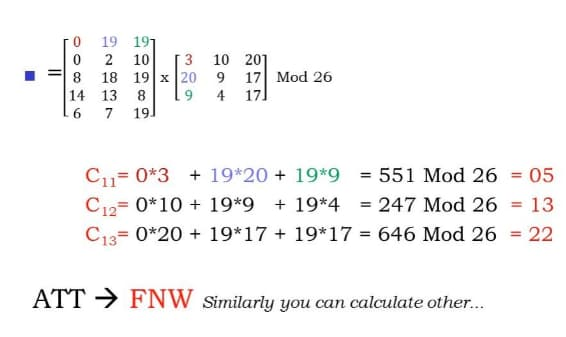 = [0 19 19] [3 10 20] Mod 26
[0 2 10]
[8 18 19] x [20 9 17]
[14 13 8] [9 4 17]
[6 7 19]
C11= 0*3 + 19*20 + 19*9 = 551 Mod 26 = 05
C12= 0*10 + 19*9 + 19*4 = 247 Mod 26 = 13
C13= 0*20 + 19*17 + 19*17 = 646 Mod 26 = 22
ATT → FNW Similarly you can calculate other...